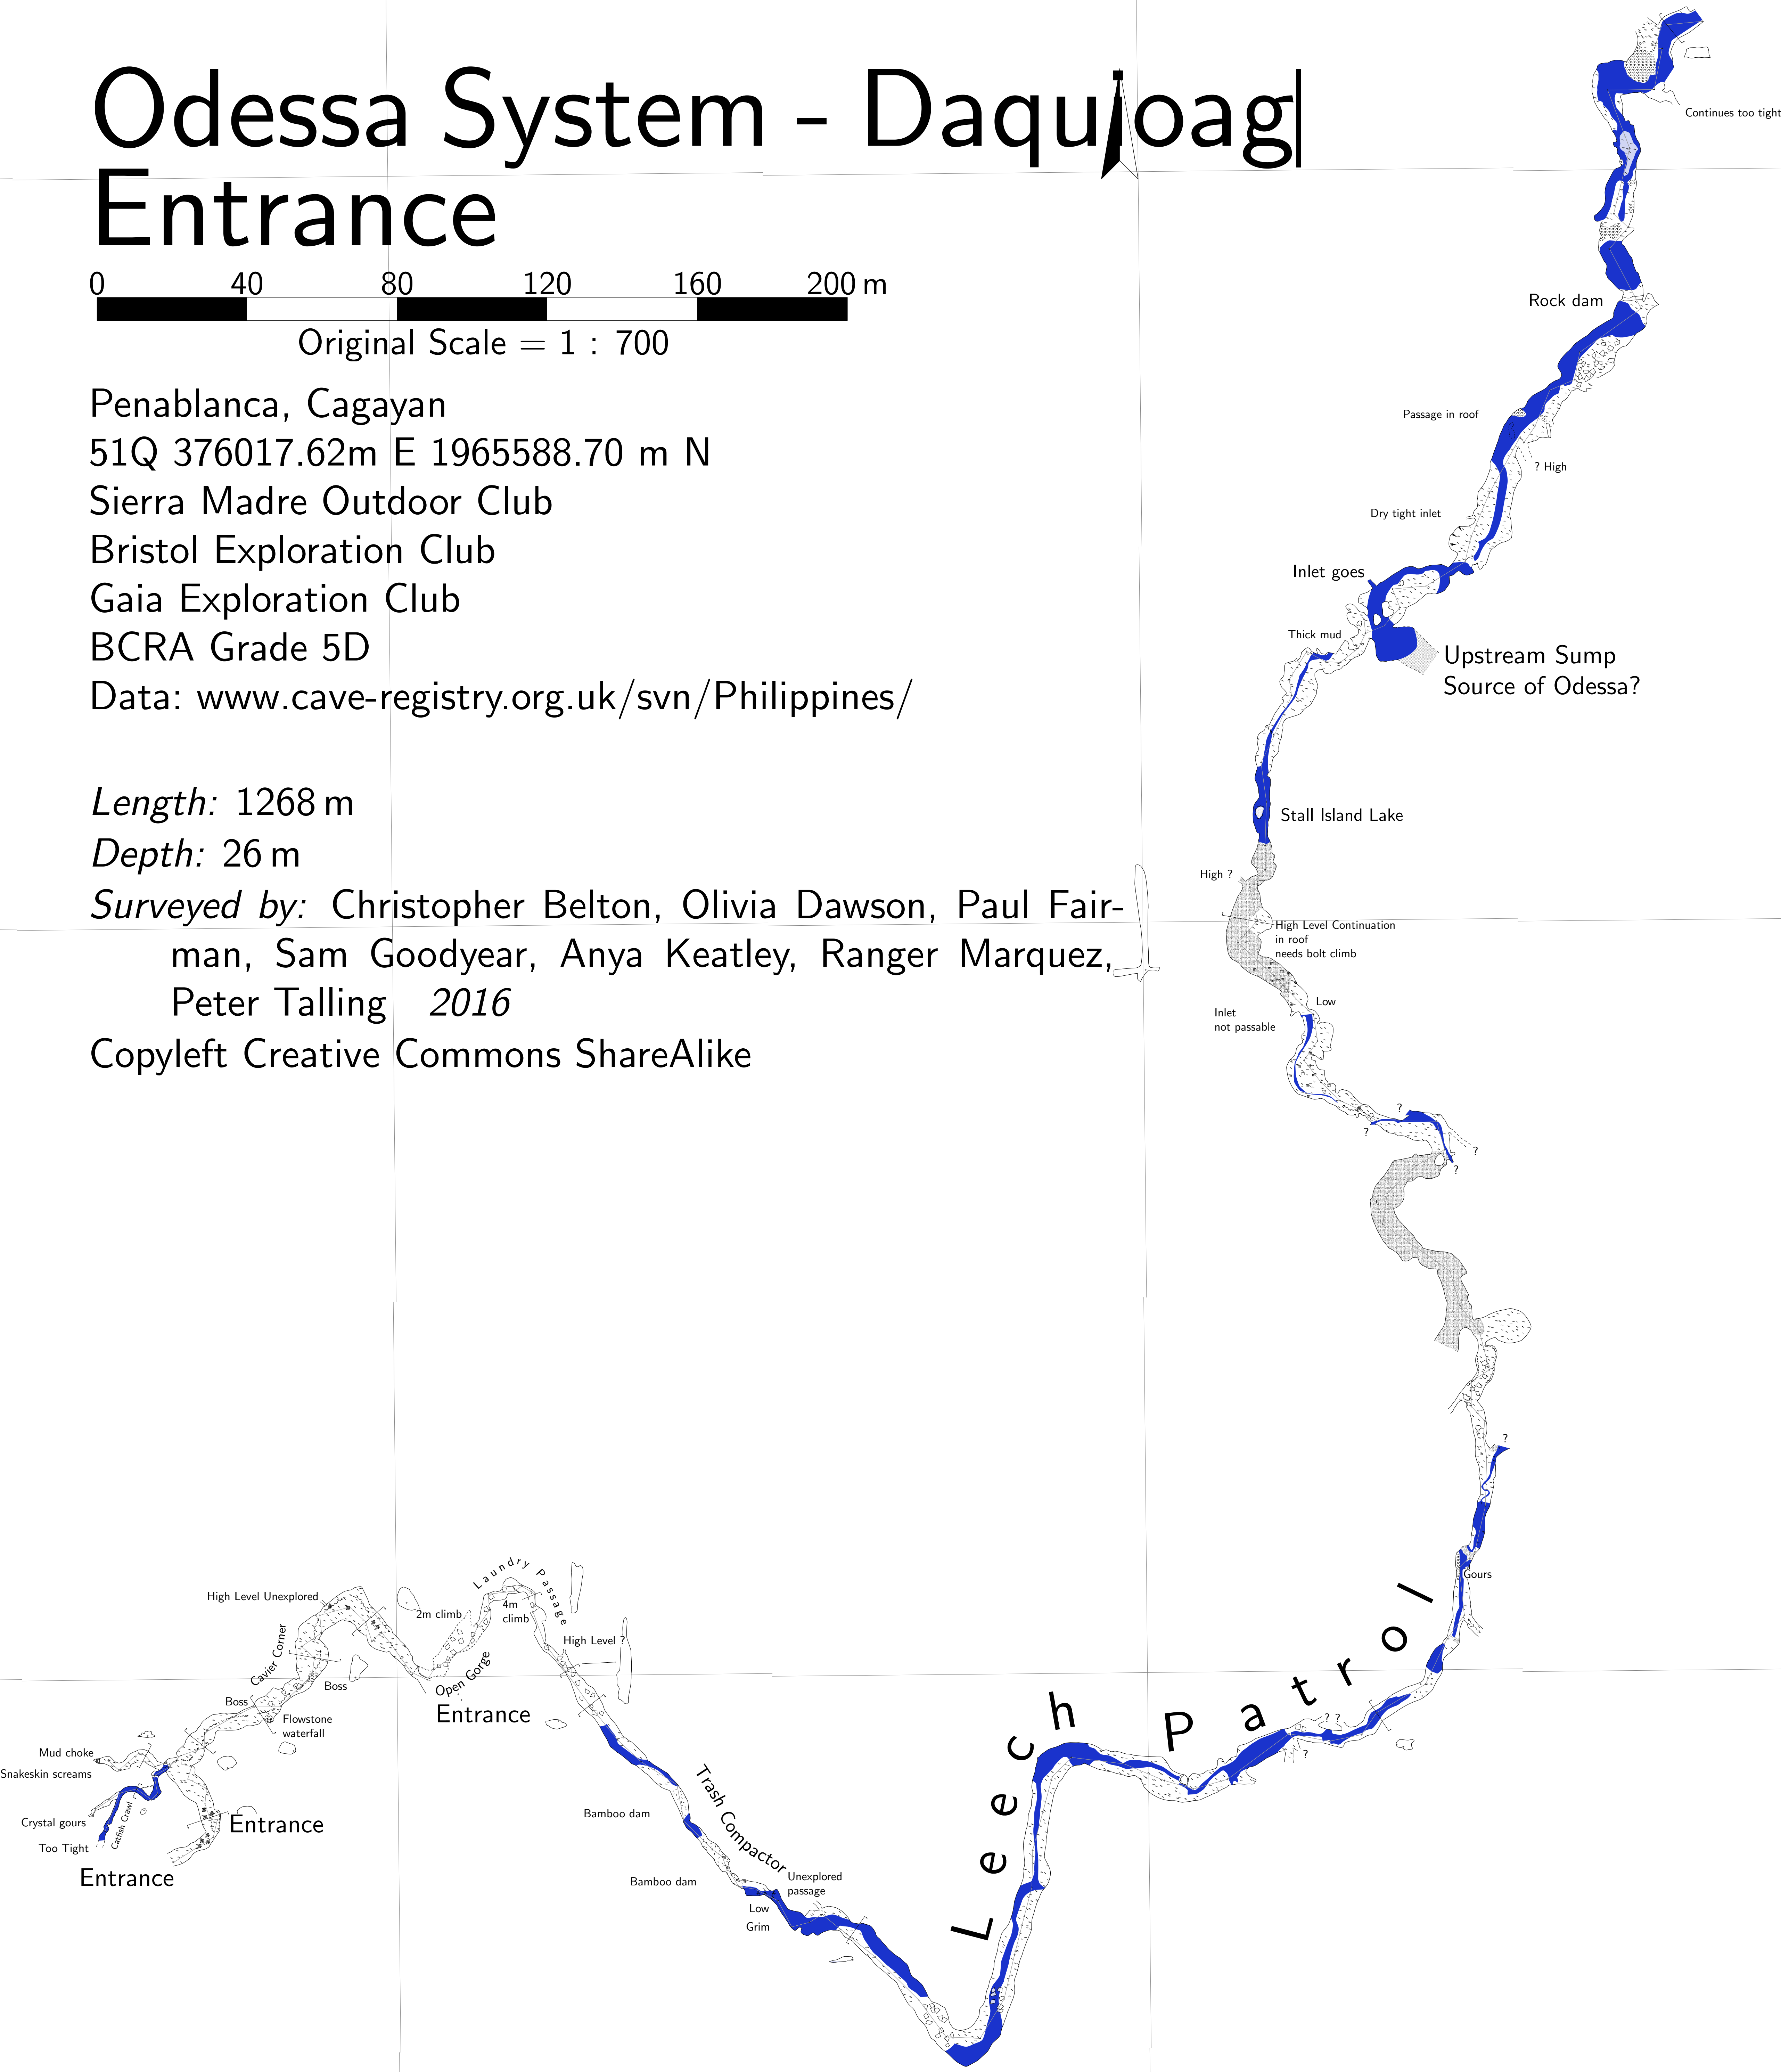 Odessa System - Daquioag
Entrance
0 40 80 120 160 200 m
Original Scale = 1 : 700
Penablanca, Cagayan
51Q 376017.62m E 1965588.70 m N
Sierra Madre Outdoor Club
Bristol Exploration Club
Gaia Exploration Club
BCRA Grade 5D
Data: www.cave-registry.org.uk/svn/Philippines/
Length: 1268 m
Depth: 26 m
Surveyed by: Christopher Belton, Olivia Dawson, Paul Fair-
man, Sam Goodyear, Anya Keatley, Ranger Marquez,
Peter Talling 2016
Copyleft Creative Commons ShareAlike
Continues too tight
Rock dam
Passage in roof
? High
Dry tight inlet
Inlet goes
Thick mud
Upstream Sump
Source of Odessa?
Stall Island Lake
High ?
High Level Continuation
in roof
needs bolt climb
Low
Inlet
not passable
?
?
?
?
?
Gours
Leech Patrol
? ?
?
Laundry Passage
High Level Unexplored
2m climb
4m
climb
High Level ?
Cavier Corner
Open Gorge
Entrance
Boss
Boss
Flowstone
waterfall
Mud choke
Snakeskin screams
Crystal gours
Catfish Crawl
Too Tight
Entrance
Entrance
Trash Compactor
Bamboo dam
Bamboo dam
Unexplored
passage
Low
Grim